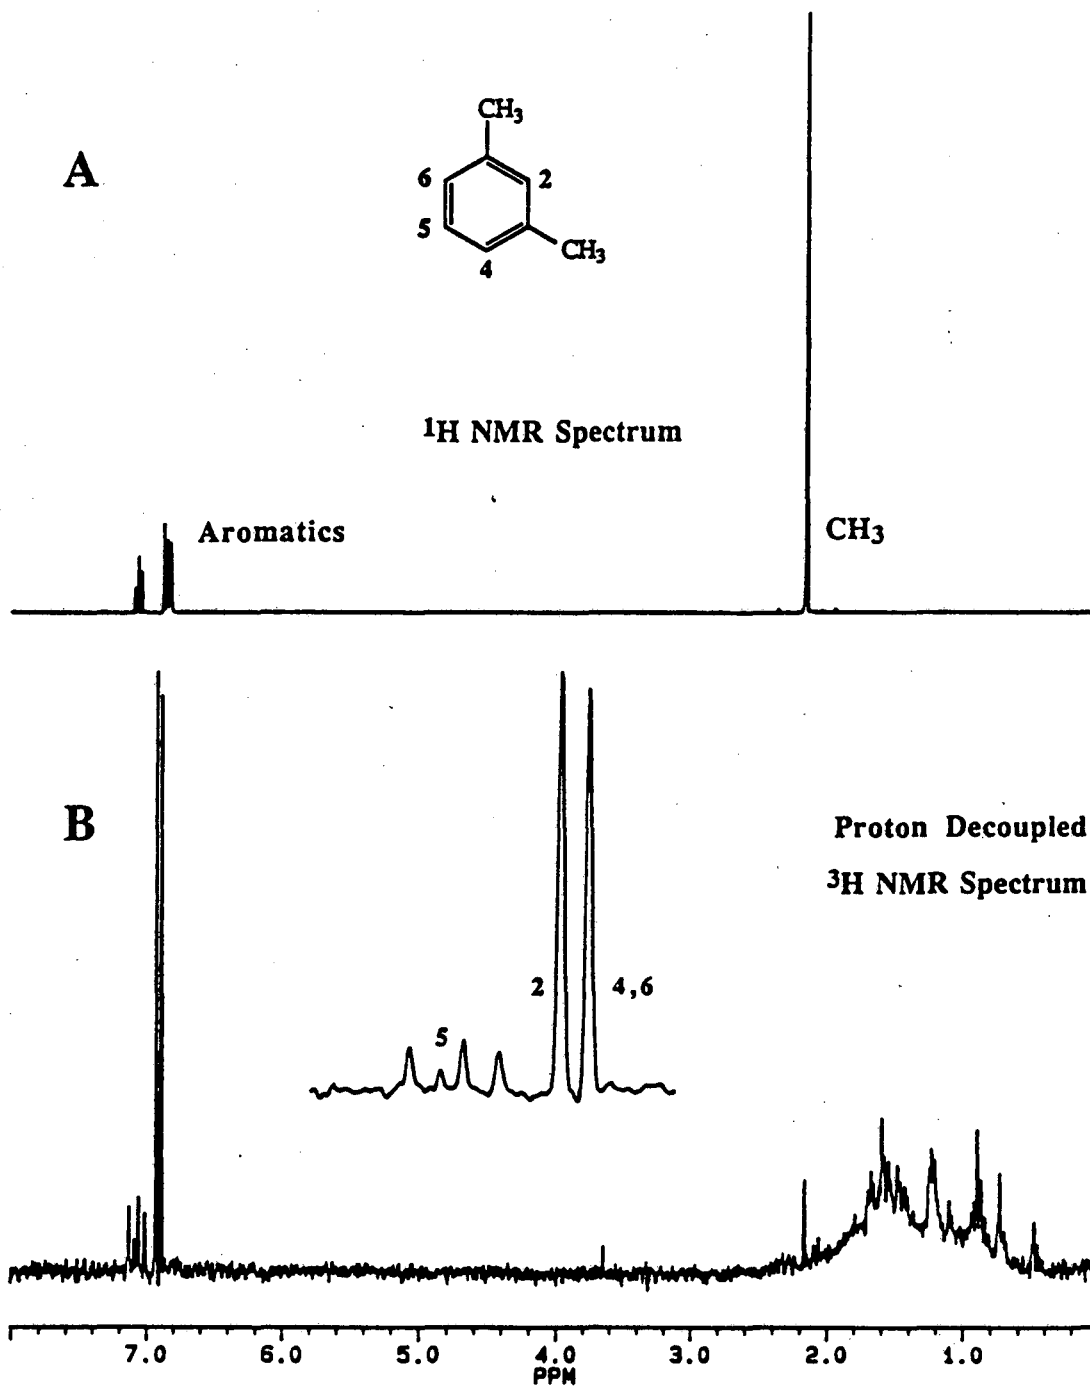 CH3
A
6
2
5
CH3
4
1H NMR Spectrum
Aromatics
CH3
B
Proton Decoupled
3H NMR Spectrum
2
4,6
5
7.0 6.0 5.0 4.0 3.0 2.0 1.0
PPM